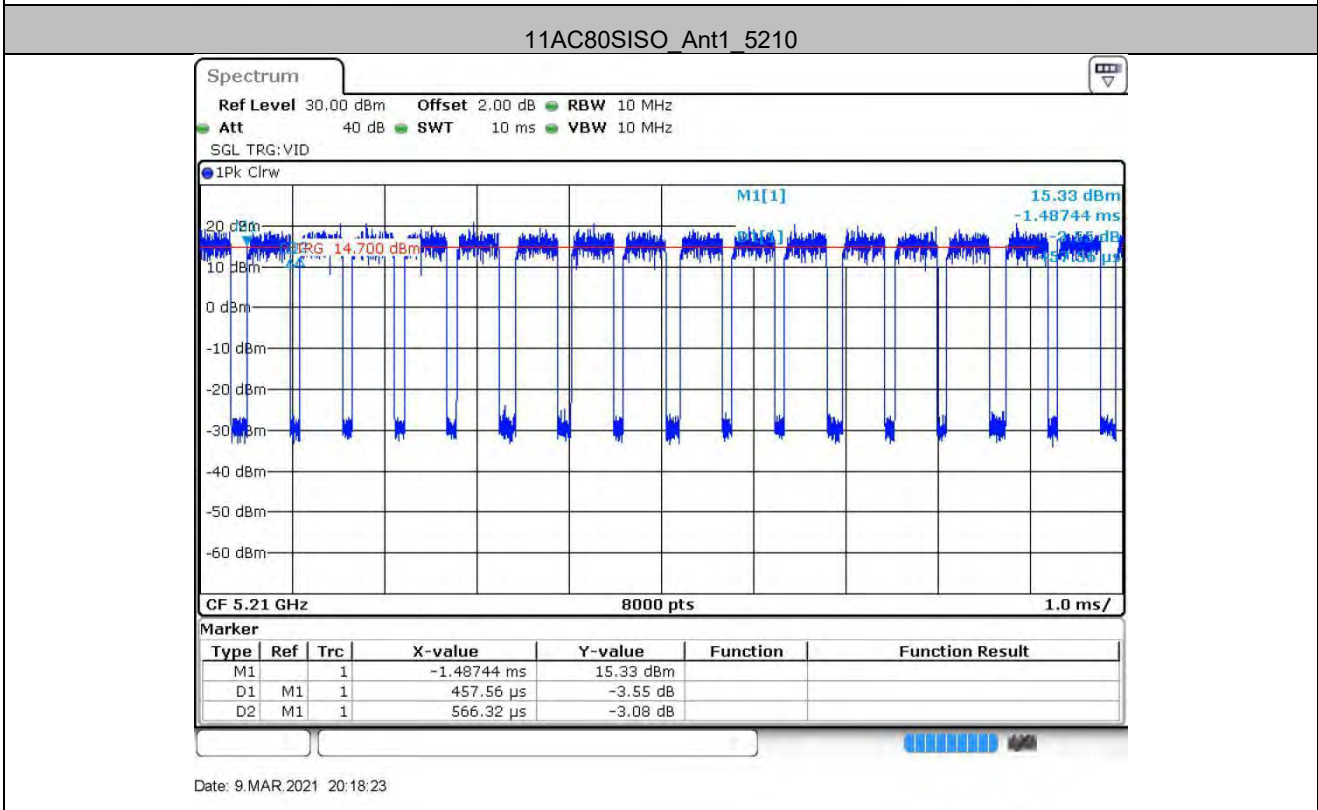 11AC80SISO_Ant1_5210
Spectrum
Ref Level 30.00 dBm Offset 2.00 dB RBW 10 MHz
Att 40 dB SWT 10 ms VBW 10 MHz
SGL TRG:VID
1Pk Clrw
M1[1] 15.33 dBm
-1.48744 ms
20 dBm
TRG 14.700 dBm
10 dBm
0 dBm
-10 dBm
-20 dBm
-30 dBm
-40 dBm
-50 dBm
-60 dBm
CF 5.21 GHz 8000 pts 1.0 ms/
Marker
Type Ref Trc X-value Y-value Function Function Result
M1 1 -1.48744 ms 15.33 dBm
D1 M1 1 457.56 µs -3.55 dB
D2 M1 1 566.32 µs -3.08 dB
Date: 9.MAR.2021 20:18:23